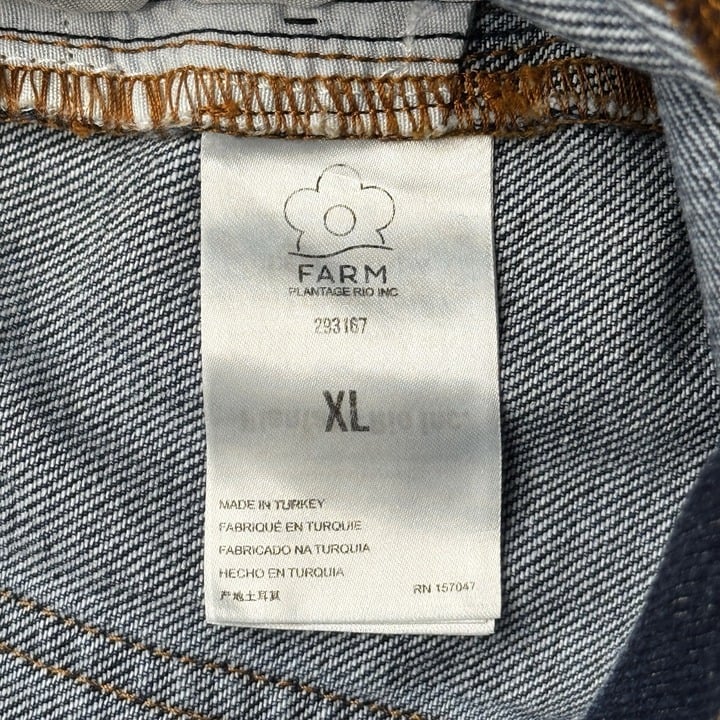 FARM
PLANTAGE RIO INC
293167
XL
MADE IN TURKEY
FABRIQUÉ EN TURQUIE
FABRICADO NA TURQUIA
HECHO EN TURQUIA
产地土耳其
RN 157047